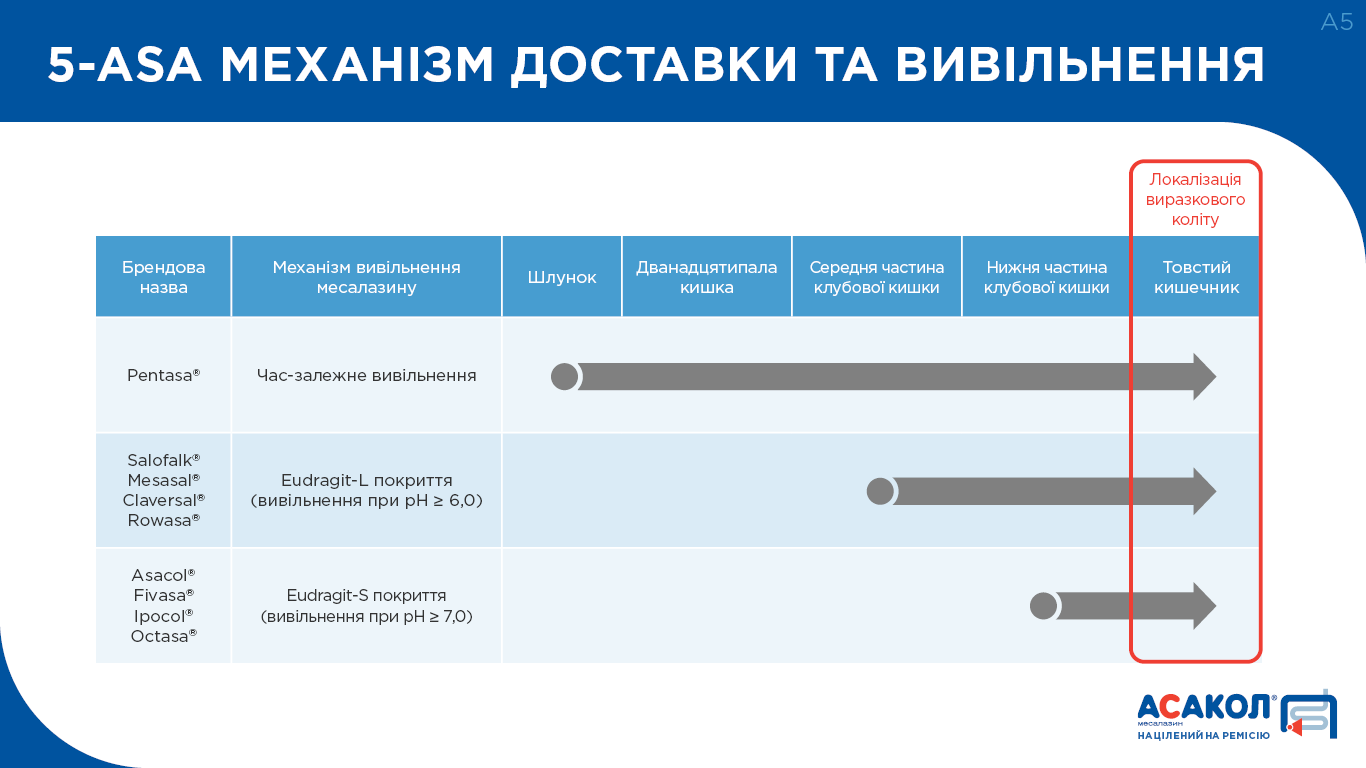 A5
5-ASA МЕХАНІЗМ ДОСТАВКИ ТА ВИВІЛЬНЕННЯ
Локалізація
виразкового
коліту
Брендова
назва
Механізм вивільнення
месалазину
Шлунок
Дванадцятипала
кишка
Середня частина
клубової кишки
Нижня частина
клубової кишки
Товстий
кишечник
Pentasa®
Час-залежне вивільнення
Salofalk®
Mesasal®
Claversal®
Rowasa®
Eudragit-L покриття
(вивільнення при pH ≥ 6,0)
Asacol®
Fivasa®
Ipocol®
Octasa®
Eudragit-S покриття
(вивільнення при pH ≥ 7,0)
АСАКОЛ®
месалазин
НАЦІЛЕНИЙ НА РЕМІСІЮ